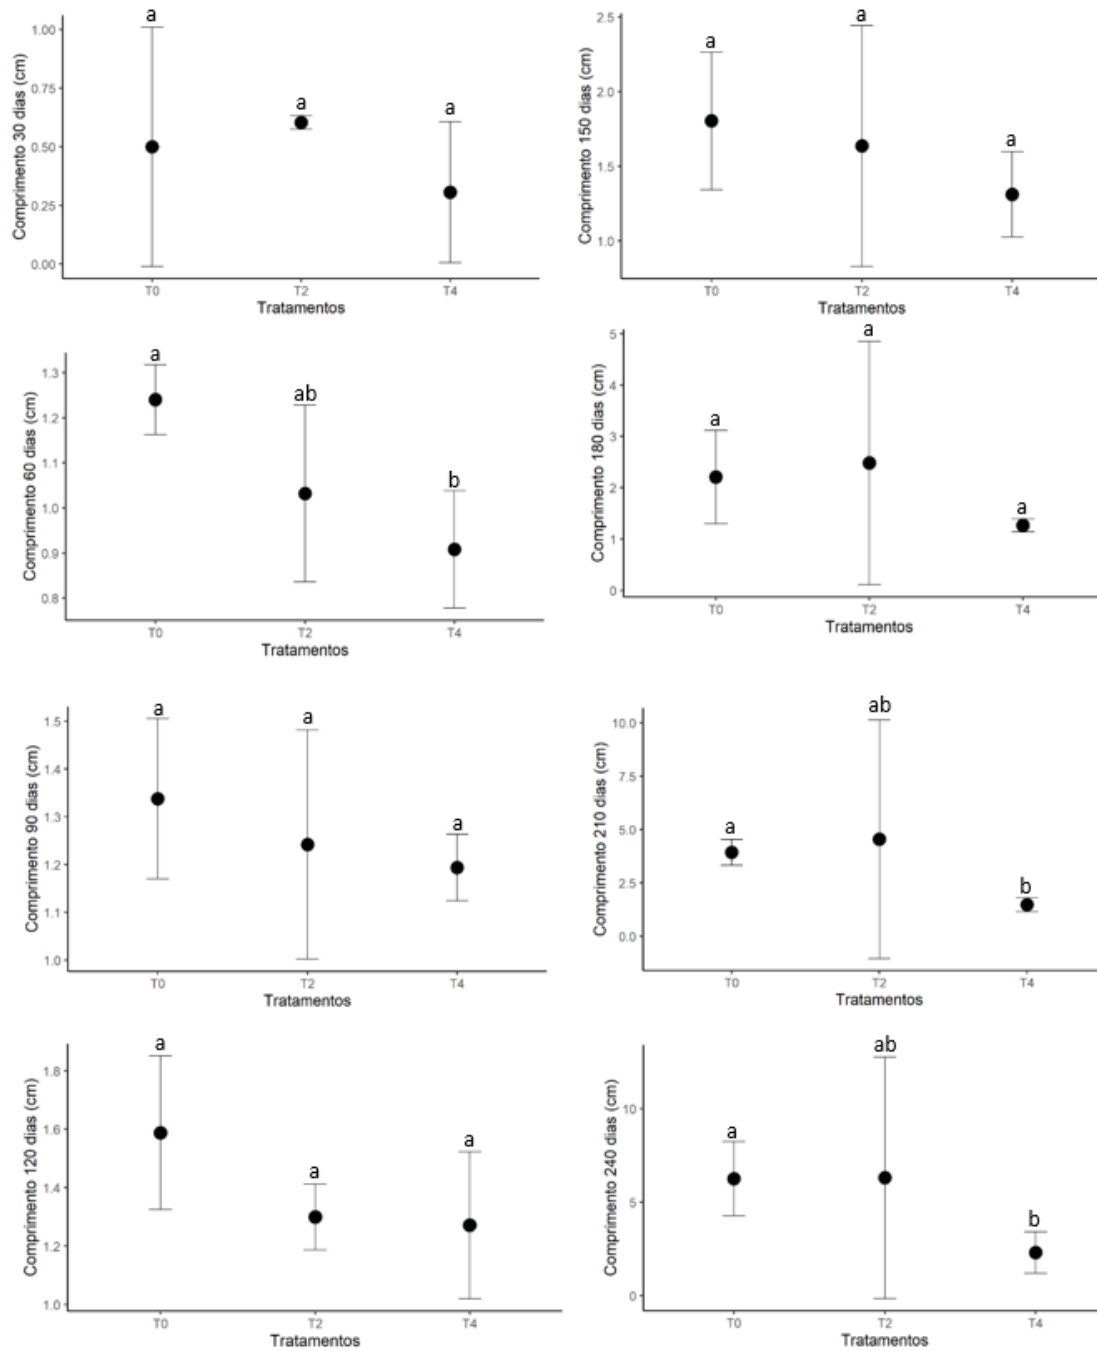 a
a
a
Comprimento 30 dias (cm)
1.00
0.75
0.50
0.25
0.00
T0 T2 T4
Tratamentos
a
a
a
Comprimento 150 dias (cm)
2.5
2.0
1.5
1.0
T0 T2 T4
Tratamentos
a
ab
b
Comprimento 60 dias (cm)
1.3
1.2
1.1
1.0
0.9
0.8
T0 T2 T4
Tratamentos
a
a
a
Comprimento 180 dias (cm)
5
4
3
2
1
0
T0 T2 T4
Tratamentos
a
a
a
Comprimento 90 dias (cm)
1.5
1.4
1.3
1.2
1.1
1.0
T0 T2 T4
Tratamentos
ab
a
b
Comprimento 210 dias (cm)
10.0
7.5
5.0
2.5
0.0
T0 T2 T4
Tratamentos
a
a
a
Comprimento 120 dias (cm)
1.8
1.6
1.4
1.2
1.0
T0 T2 T4
Tratamentos
ab
a
b
Comprimento 240 dias (cm)
10
5
0
T0 T2 T4
Tratamentos